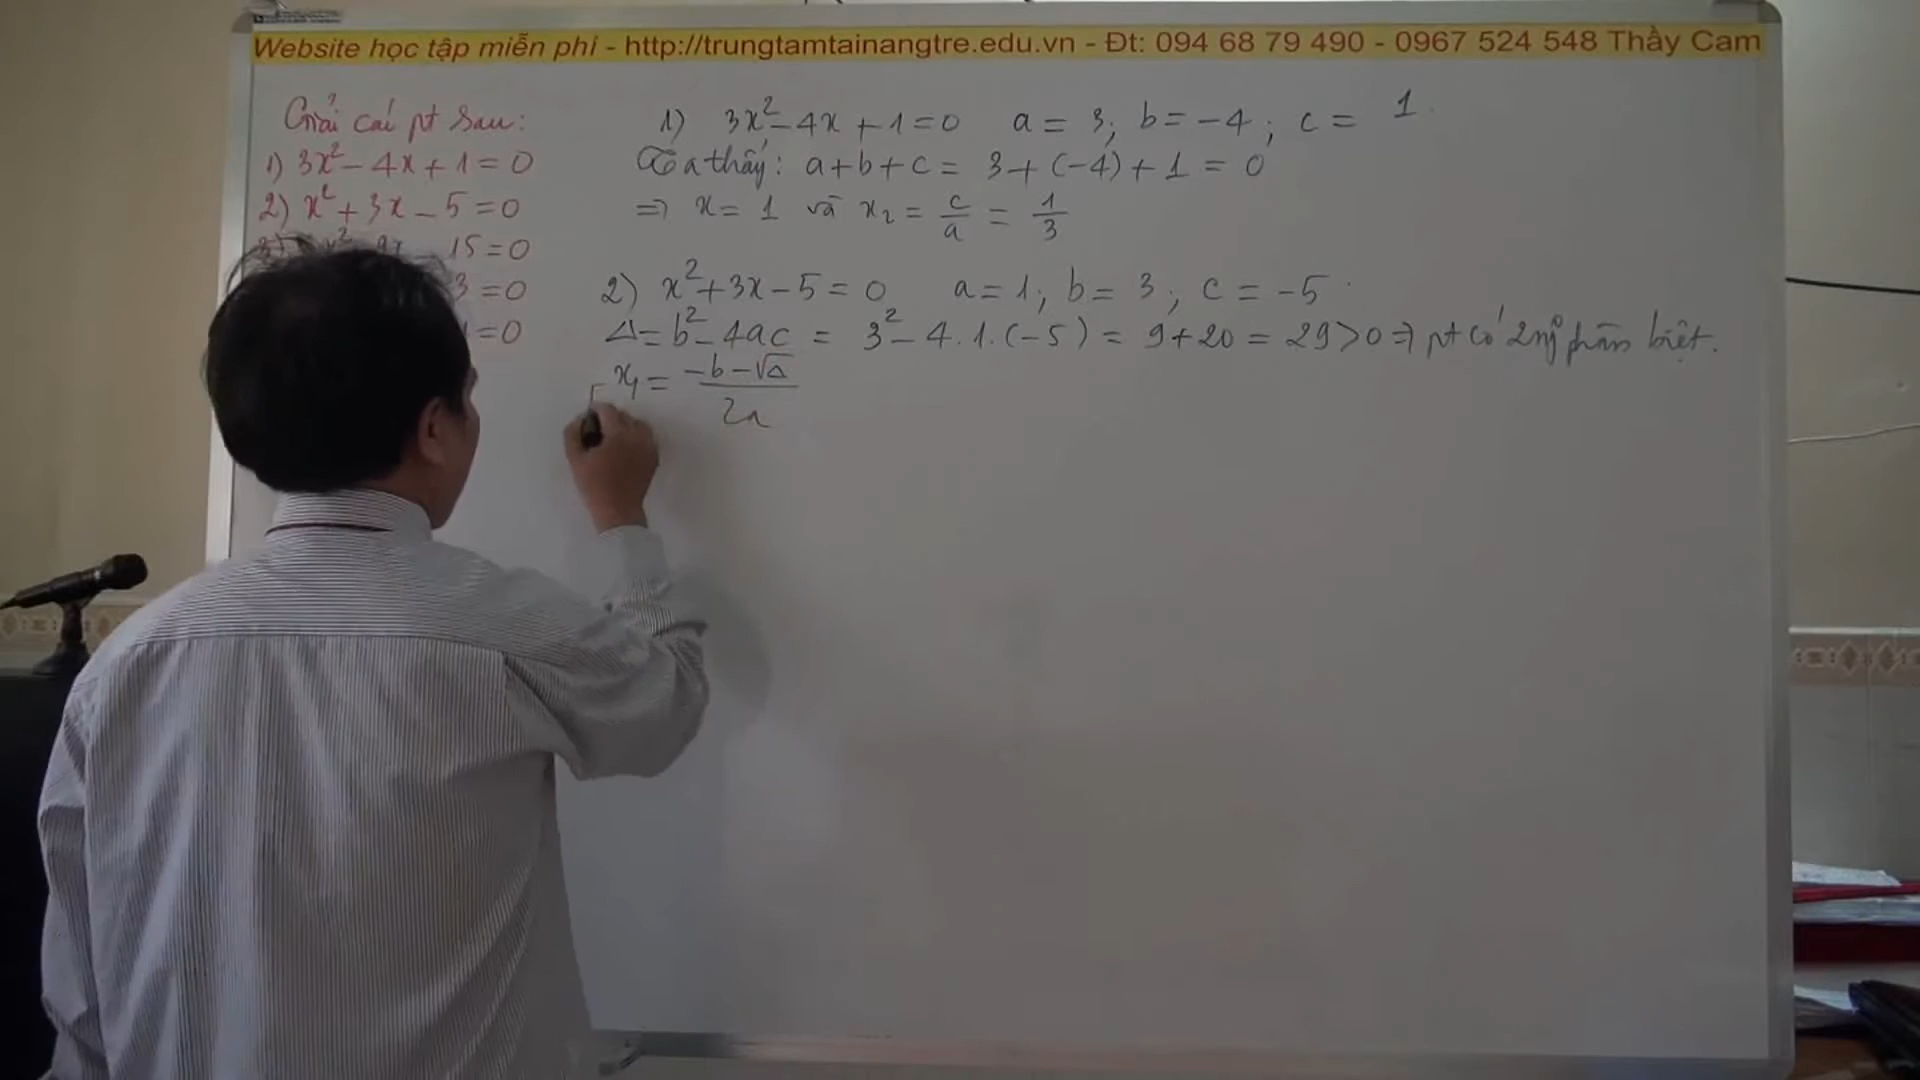 Website học tập miễn phí - http://trungtamtainangtre.edu.vn - Đt: 094 68 79 490 - 0967 524 548 Thầy Cam
Giải các pt sau:
1) 3x² - 4x + 1 = 0
2) x² + 3x - 5 = 0
15 = 0
3 = 0
= 0
1) 3x² - 4x + 1 = 0 a = 3; b = -4; c = 1.
Ta thấy: a + b + c = 3 + (-4) + 1 = 0
⇒ x = 1 và x₂ = c/a = 1/3
2) x² + 3x - 5 = 0 a = 1; b = 3; c = -5
Δ = b² - 4ac = 3² - 4.1.(-5) = 9 + 20 = 29 > 0 ⇒ pt có 2 ng phân biệt.
x₁ = (-b - √Δ)/2a